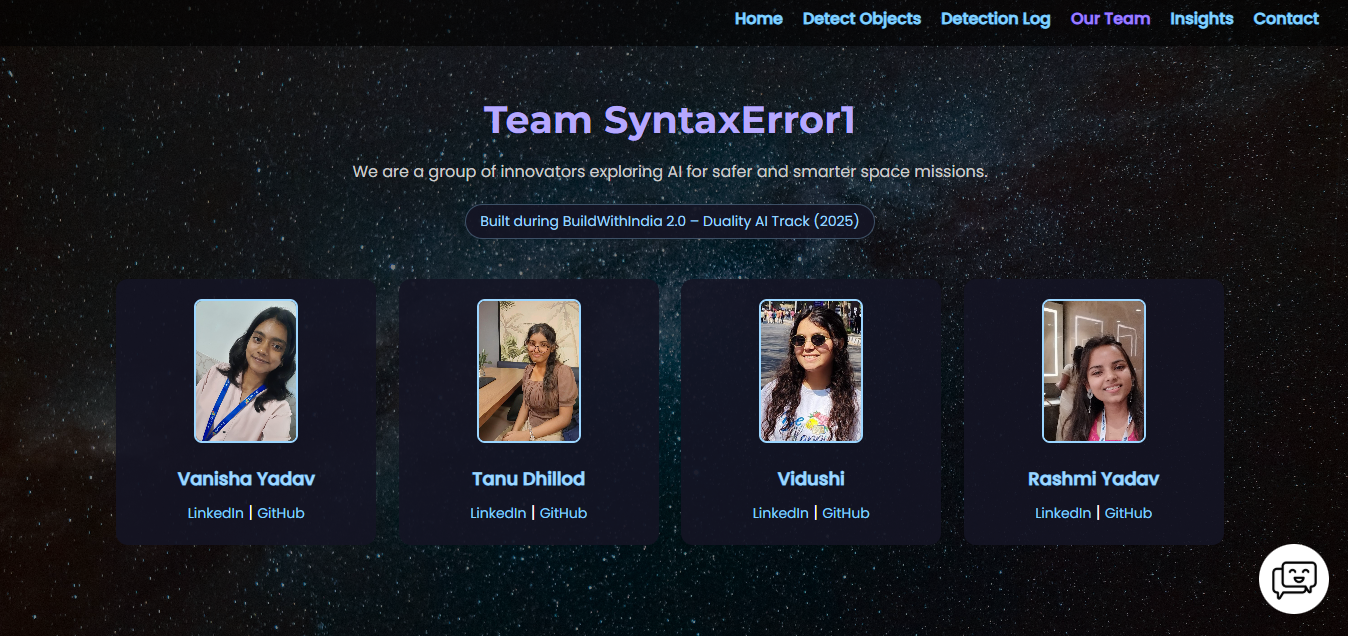 Home Detect Objects Detection Log Our Team Insights Contact
Team SyntaxError1
We are a group of innovators exploring AI for safer and smarter space missions.
Built during BuildWithIndia 2.0 – Duality AI Track (2025)
Vanisha Yadav
LinkedIn | GitHub
Tanu Dhillod
LinkedIn | GitHub
Vidushi
LinkedIn | GitHub
Rashmi Yadav
LinkedIn | GitHub